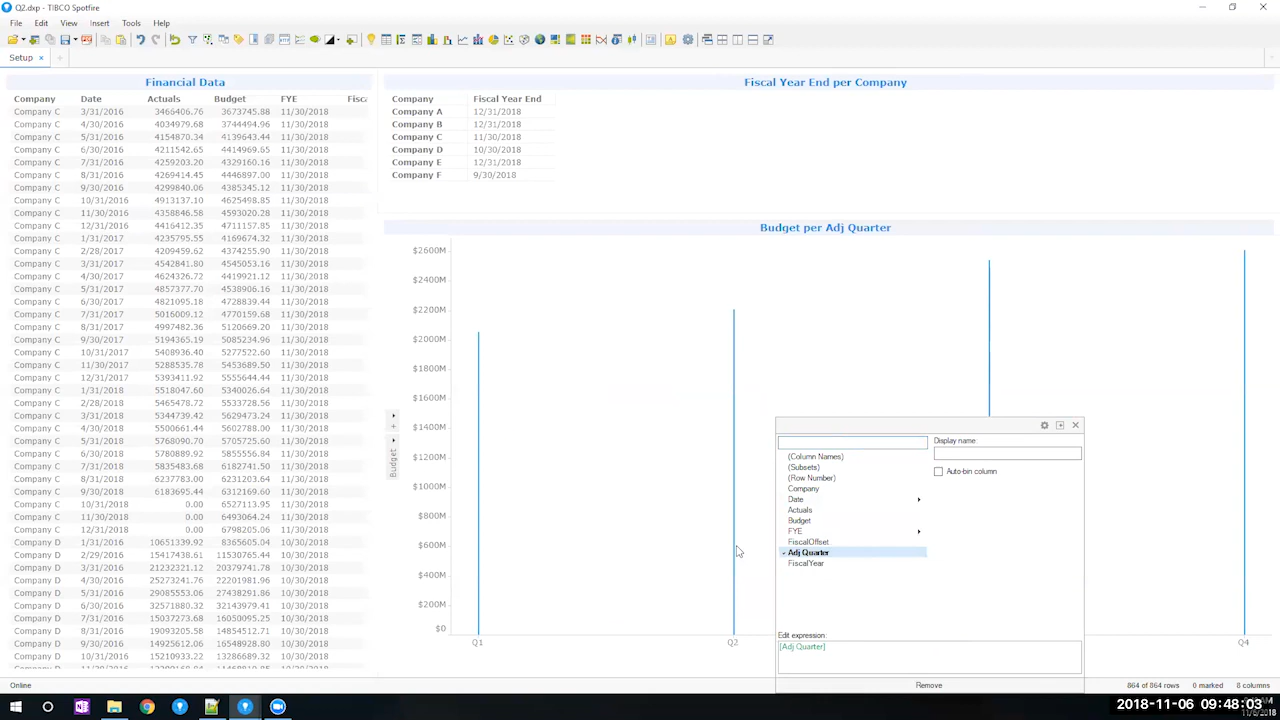 Q2.dxp - TIBCO Spotfire
File Edit View Insert Tools Help
Setup
Financial Data
Company Date Actuals Budget FYE Fisca
Company C 3/31/2016 3466406.76 3673745.88 11/30/2018
Company C 4/30/2016 4034979.68 3744494.96 11/30/2018
Company C 5/31/2016 4154870.34 4139643.44 11/30/2018
Company C 6/30/2016 4211542.65 4414969.65 11/30/2018
Company C 7/31/2016 4259203.20 4329160.16 11/30/2018
Company C 8/31/2016 4269414.45 4446897.00 11/30/2018
Company C 9/30/2016 4299840.06 4385345.12 11/30/2018
Company C 10/31/2016 4913137.10 4625498.85 11/30/2018
Company C 11/30/2016 4358846.58 4593020.28 11/30/2018
Company C 12/31/2016 4416412.35 4711157.85 11/30/2018
Company C 1/31/2017 4235795.55 4169674.32 11/30/2018
Company C 2/28/2017 4209459.62 4374255.90 11/30/2018
Company C 3/31/2017 4542841.80 4545053.16 11/30/2018
Company C 4/30/2017 4624326.72 4419921.12 11/30/2018
Company C 5/31/2017 4857377.70 4538906.16 11/30/2018
Company C 6/30/2017 4821095.18 4728839.44 11/30/2018
Company C 7/31/2017 5016009.12 4770159.68 11/30/2018
Company C 8/31/2017 4997482.36 5120669.20 11/30/2018
Company C 9/30/2017 5194365.19 5085234.96 11/30/2018
Company C 10/31/2017 5408936.40 5277522.60 11/30/2018
Company C 11/30/2017 5288535.78 5453689.50 11/30/2018
Company C 12/31/2017 5393411.92 5555644.44 11/30/2018
Company C 1/31/2018 5518047.60 5340026.64 11/30/2018
Company C 2/28/2018 5465478.72 5533728.56 11/30/2018
Company C 3/31/2018 5344739.42 5629473.24 11/30/2018
Company C 4/30/2018 5500661.44 5602788.00 11/30/2018
Company C 5/31/2018 5768090.70 5705725.60 11/30/2018
Company C 6/30/2018 5780889.92 5855556.84 11/30/2018
Company C 7/31/2018 5835483.68 6182741.50 11/30/2018
Company C 8/31/2018 6237783.00 6231203.64 11/30/2018
Company C 9/30/2018 6183695.44 6312169.60 11/30/2018
Company C 10/31/2018 0.00 6527113.95 11/30/2018
Company C 11/30/2018 0.00 6493064.24 11/30/2018
Company C 12/31/2018 0.00 6798205.06 11/30/2018
Company D 1/31/2016 10651339.92 8365605.04 10/30/2018
Company D 2/29/2016 15417438.61 11530765.44 10/30/2018
Company D 3/31/2016 21232321.12 20379741.78 10/30/2018
Company D 4/30/2016 25273241.76 22201981.96 10/30/2018
Company D 5/31/2016 29085553.06 27438291.86 10/30/2018
Company D 6/30/2016 32571880.32 32143979.41 10/30/2018
Company D 7/31/2016 15037273.68 16050095.25 10/30/2018
Company D 8/31/2016 19093205.58 14854512.71 10/30/2018
Company D 9/30/2016 14925612.06 16548928.80 10/30/2018
Company D 10/31/2016 15210933.22 13286689.32 10/30/2018
Fiscal Year End per Company
Company Fiscal Year End
Company A 12/31/2018
Company B 12/31/2018
Company C 11/30/2018
Company D 10/30/2018
Company E 12/31/2018
Company F 9/30/2018
Budget per Adj Quarter
$2600M
$2400M
$2200M
$2000M
$1800M
$1600M
$1400M
$1200M
$1000M
$800M
$600M
$400M
$200M
$0
Budget
Q1 Q2 Q4
Display name:
Auto-bin column
(Column Names)
(Subsets)
(Row Number)
Company
Date
Actuals
Budget
FYE
FiscalOffset
Adj Quarter
FiscalYear
Edit expression:
[Adj Quarter]
Remove
Online
864 of 864 rows 0 marked 8 columns
2018-11-06 09:48:03
11/6/2018